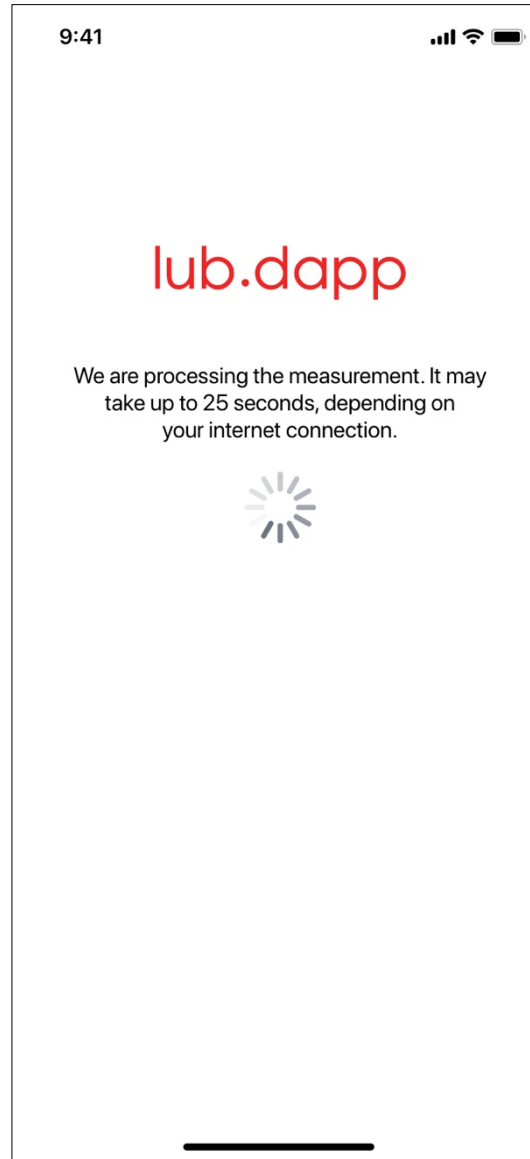 9:41
lub.dapp
We are processing the measurement. It may
take up to 25 seconds, depending on
your internet connection.